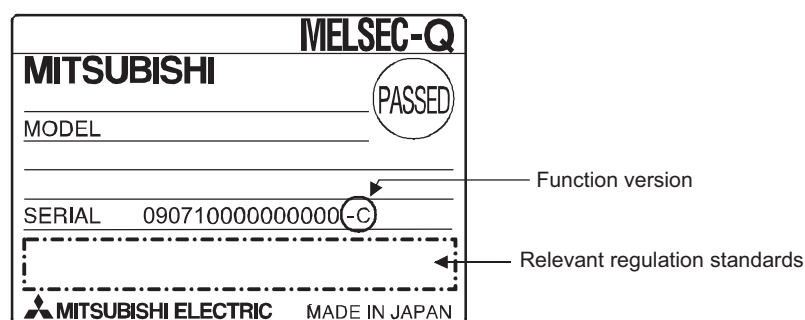 MELSEC-Q
MITSUBISHI
PASSED
MODEL
Function version
SERIAL 090710000000000-C
Relevant regulation standards
MITSUBISHI ELECTRIC MADE IN JAPAN